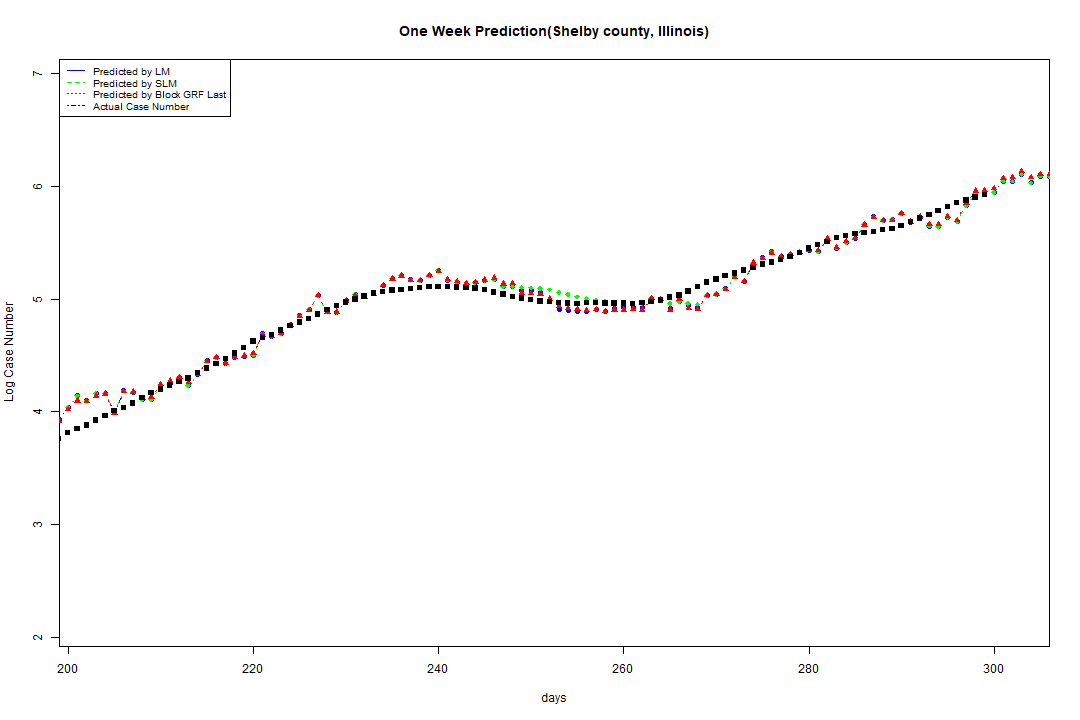 One Week Prediction(Shelby county, Illinois)
Predicted by LM
Predicted by SLM
Predicted by Block GRF Last
Actual Case Number
7
6
5
4
3
2
Log Case Number
200 220 240 260 280 300
days